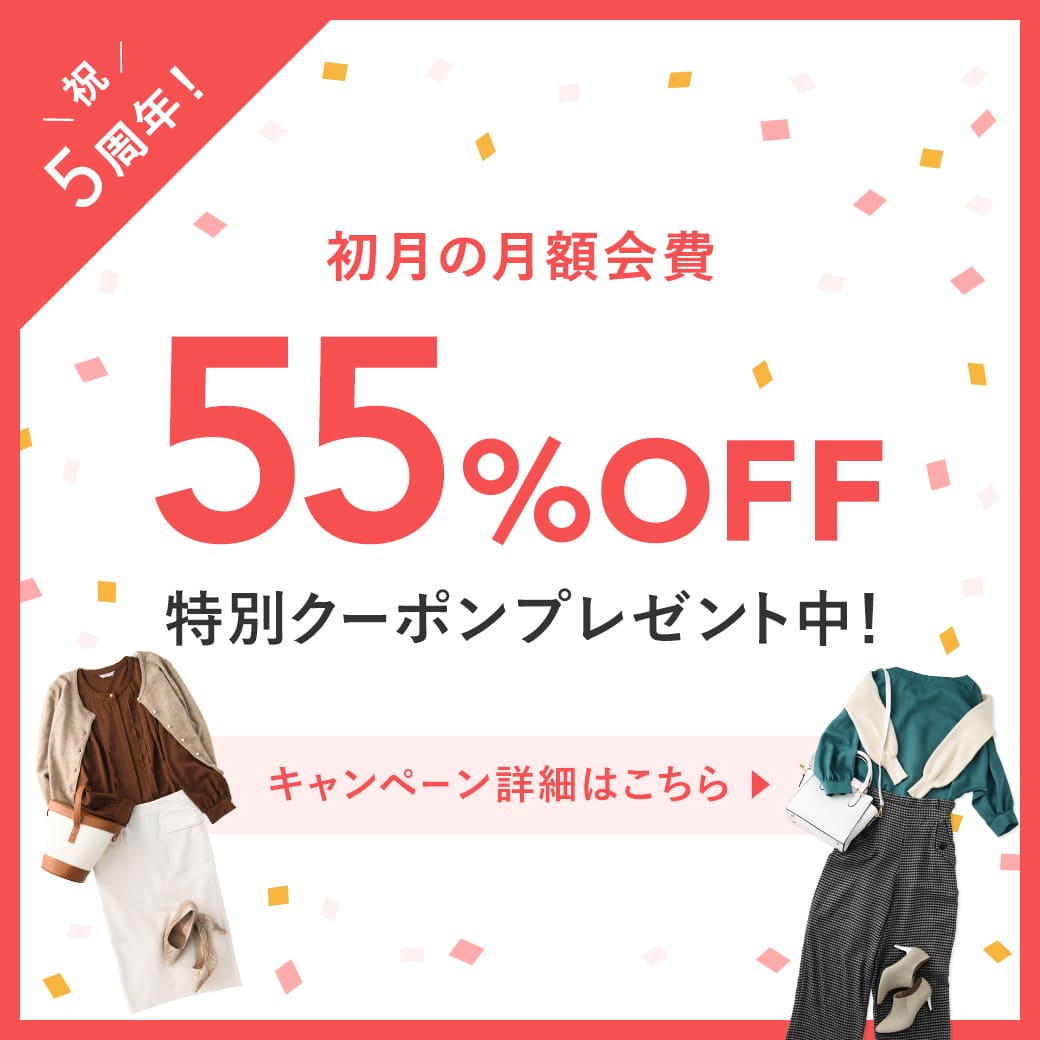 祝
5周年！
初月の月額会費
55%OFF
特別クーポンプレゼント中！
キャンペーン詳細はこちら ▶